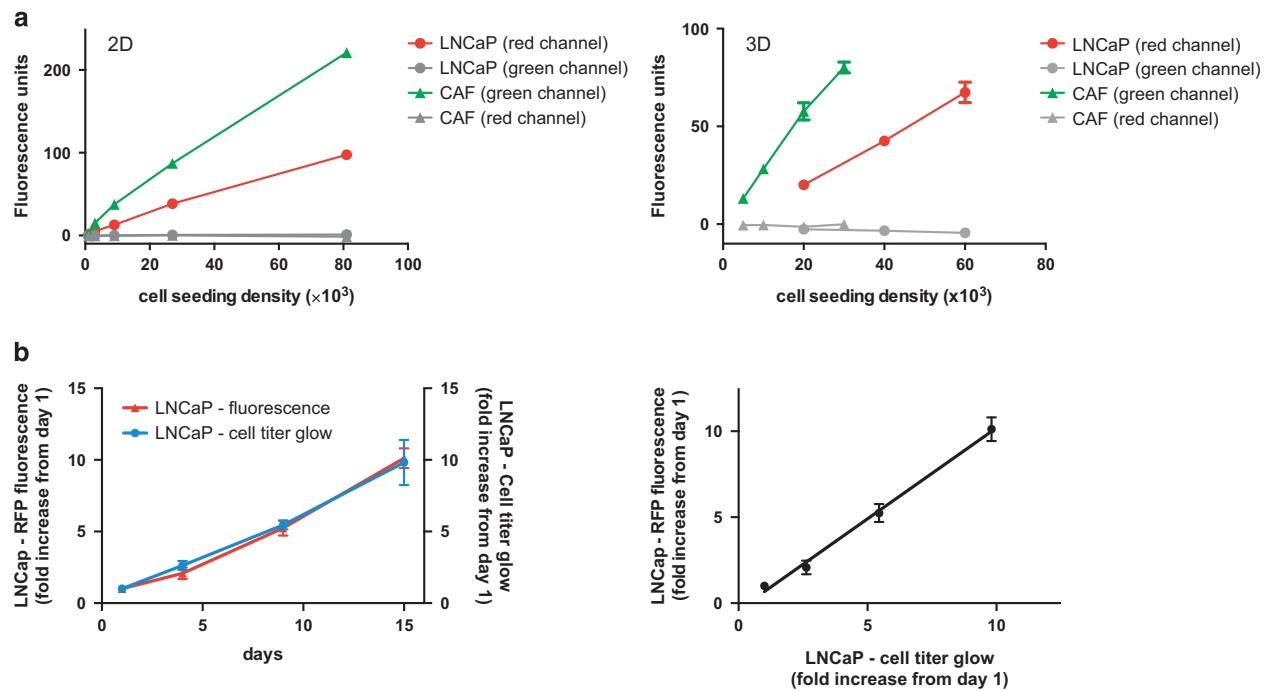 a
2D
Fluorescence units
200
100
0
0 20 40 60 80 100
cell seeding density (×10³)
LNCaP (red channel)
LNCaP (green channel)
CAF (green channel)
CAF (red channel)
3D
Fluorescence units
100
50
0
0 20 40 60 80
cell seeding density (x10³)
LNCaP (red channel)
LNCaP (green channel)
CAF (green channel)
CAF (red channel)
b
LNCap - RFP fluorescence
(fold increase from day 1)
15
10
5
0
LNCaP - fluorescence
LNCaP - cell titer glow
0 5 10 15
days
15
10
5
0
LNCaP - Cell titer glow
(fold increase from day 1)
LNCap - RFP fluorescence
(fold increase from day 1)
10
5
0
0 5 10
LNCaP - cell titer glow
(fold increase from day 1)